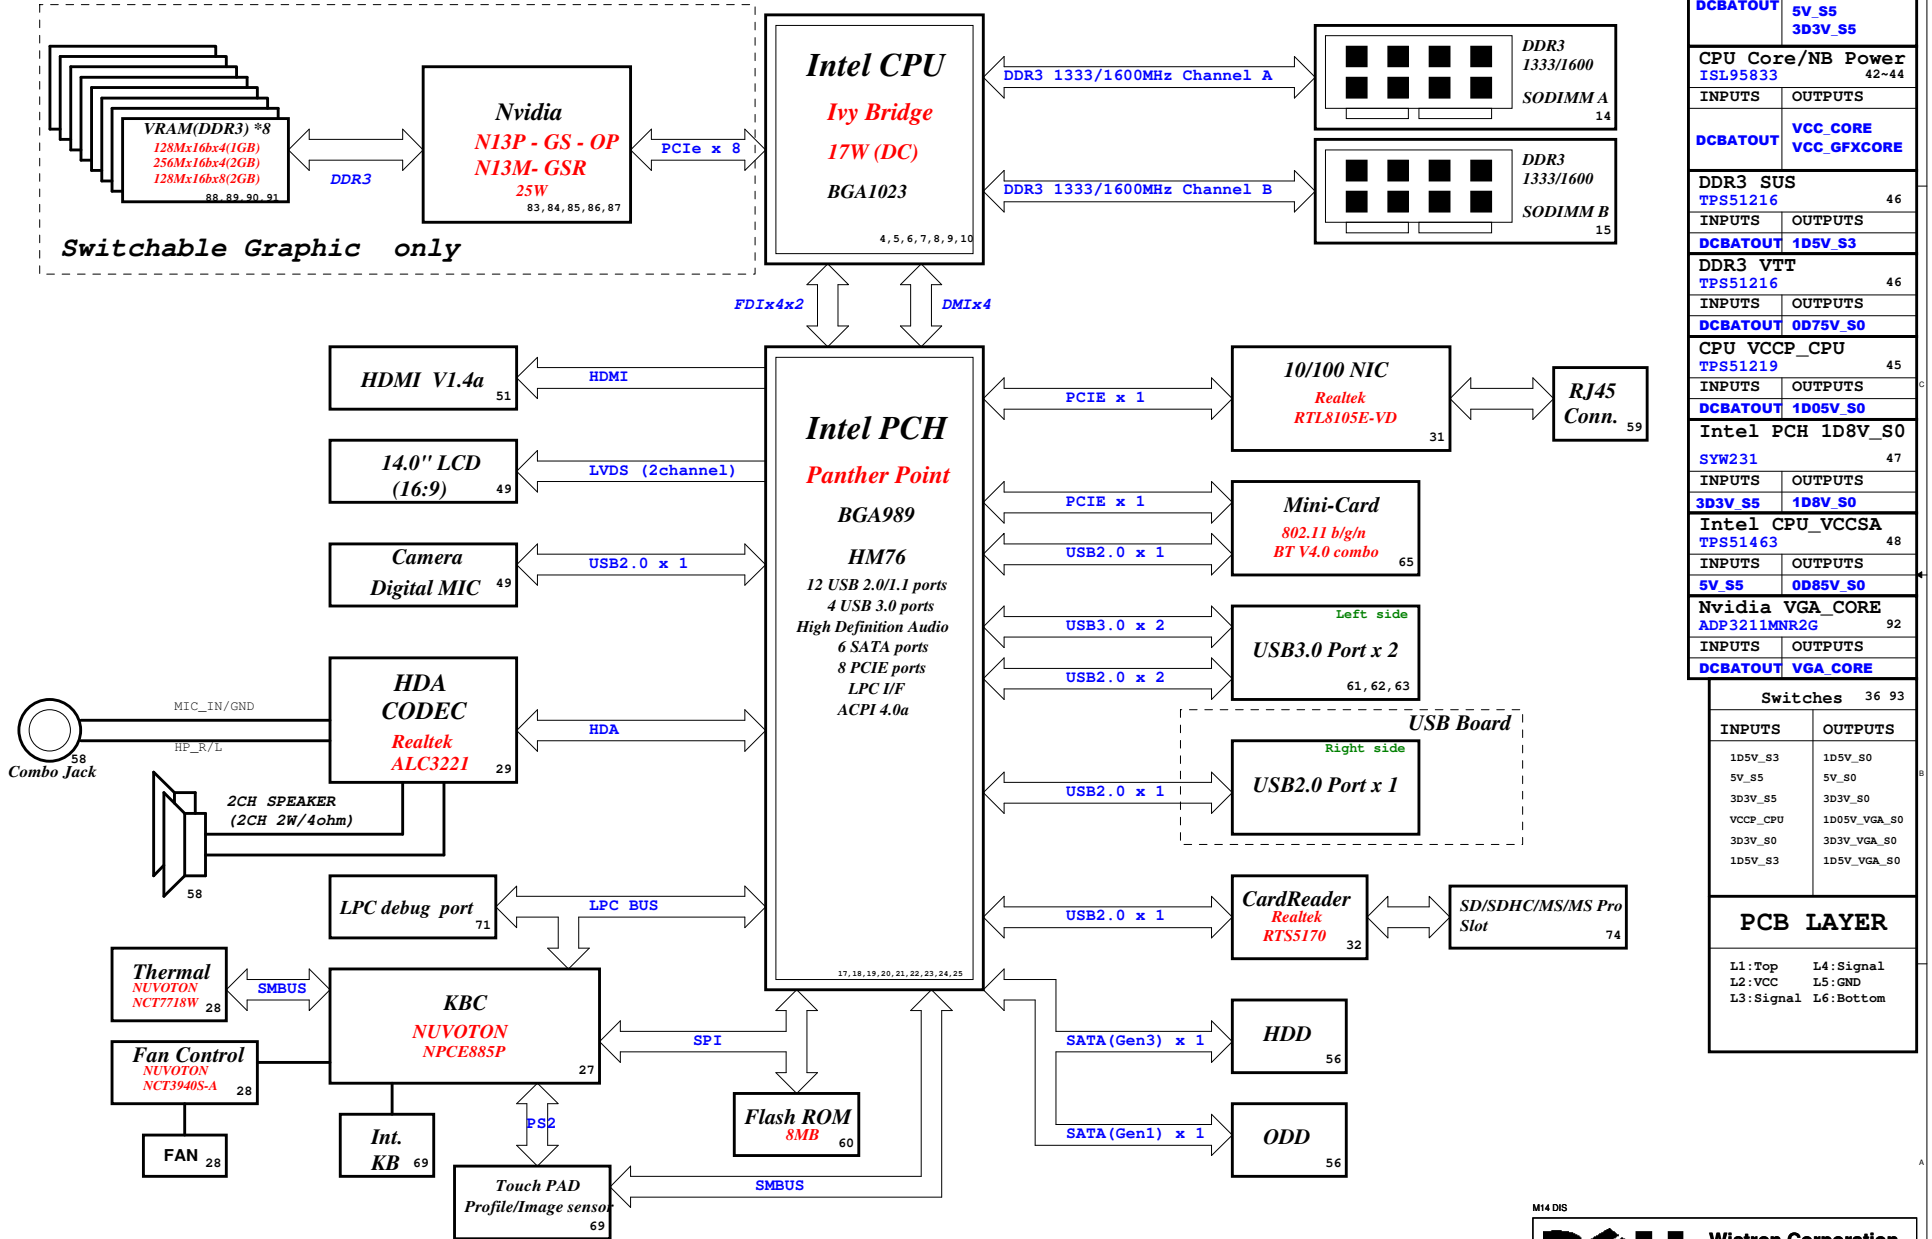 Intel CPU
Ivy Bridge
17W (DC)
BGA1023
4,5,6,7,8,9,10
VRAM(DDR3) *8
128Mx16bx4(1GB)
256Mx16bx4(2GB)
128Mx16bx8(2GB)
88,89,90,91
DDR3
Nvidia
N13P - GS - OP
N13M- GSR
25W
83,84,85,86,87
PCIe x 8
Switchable Graphic only
DDR3 1333/1600MHz Channel A
DDR3
1333/1600
SODIMM A
14
DDR3 1333/1600MHz Channel B
DDR3
1333/1600
SODIMM B
15
FDIx4x2
DMIx4
HDMI V1.4a
51
HDMI
14.0" LCD
(16:9)
49
LVDS (2channel)
Camera
Digital MIC
49
USB2.0 x 1
HDA
CODEC
Realtek
ALC3221
29
HDA
MIC_IN/GND
HP_R/L
58
Combo Jack
2CH SPEAKER
(2CH 2W/4ohm)
58
LPC debug port
71
LPC BUS
Thermal
NUVOTON
NCT7718W
28
SMBUS
KBC
NUVOTON
NPCE885P
27
SPI
Fan Control
NUVOTON
NCT3940S-A
28
FAN
28
Int.
KB
69
PS2
Touch PAD
Profile/Image sensor
69
SMBUS
Flash ROM
8MB
60
Intel PCH
Panther Point
BGA989
HM76
12 USB 2.0/1.1 ports
4 USB 3.0 ports
High Definition Audio
6 SATA ports
8 PCIE ports
LPC I/F
ACPI 4.0a
17,18,19,20,21,22,23,24,25
PCIE x 1
10/100 NIC
Realtek
RTL8105E-VD
31
RJ45
Conn.
59
PCIE x 1
USB2.0 x 1
Mini-Card
802.11 b/g/n
BT V4.0 combo
65
USB3.0 x 2
USB2.0 x 2
Left side
USB3.0 Port x 2
61,62,63
USB Board
USB2.0 x 1
Right side
USB2.0 Port x 1
USB2.0 x 1
CardReader
Realtek
RTS5170
32
SD/SDHC/MS/MS Pro
Slot
74
SATA(Gen3) x 1
HDD
56
SATA(Gen1) x 1
ODD
56
DCBATOUT
5V_S5
3D3V_S5
CPU Core/NB Power
ISL95833 42~44
INPUTS OUTPUTS
DCBATOUT
VCC_CORE
VCC_GFXCORE
DDR3 SUS
TPS51216 46
INPUTS OUTPUTS
DCBATOUT 1D5V_S3
DDR3 VTT
TPS51216 46
INPUTS OUTPUTS
DCBATOUT 0D75V_S0
CPU VCCP_CPU
TPS51219 45
INPUTS OUTPUTS
DCBATOUT 1D05V_S0
Intel PCH 1D8V_S0
SYW231 47
INPUTS OUTPUTS
3D3V_S5 1D8V_S0
Intel CPU_VCCSA
TPS51463 48
INPUTS OUTPUTS
5V_S5 0D85V_S0
Nvidia VGA_CORE
ADP3211MNR2G 92
INPUTS OUTPUTS
DCBATOUT VGA_CORE
Switches 36 93
INPUTS OUTPUTS
1D5V_S3 1D5V_S0
5V_S5 5V_S0
3D3V_S5 3D3V_S0
VCCP_CPU 1D05V_VGA_S0
3D3V_S0 3D3V_VGA_S0
1D5V_S3 1D5V_VGA_S0
PCB LAYER
L1:Top L4:Signal
L2:VCC L5:GND
L3:Signal L6:Bottom
C
B
A
M14 DIS
Wistron Corporation